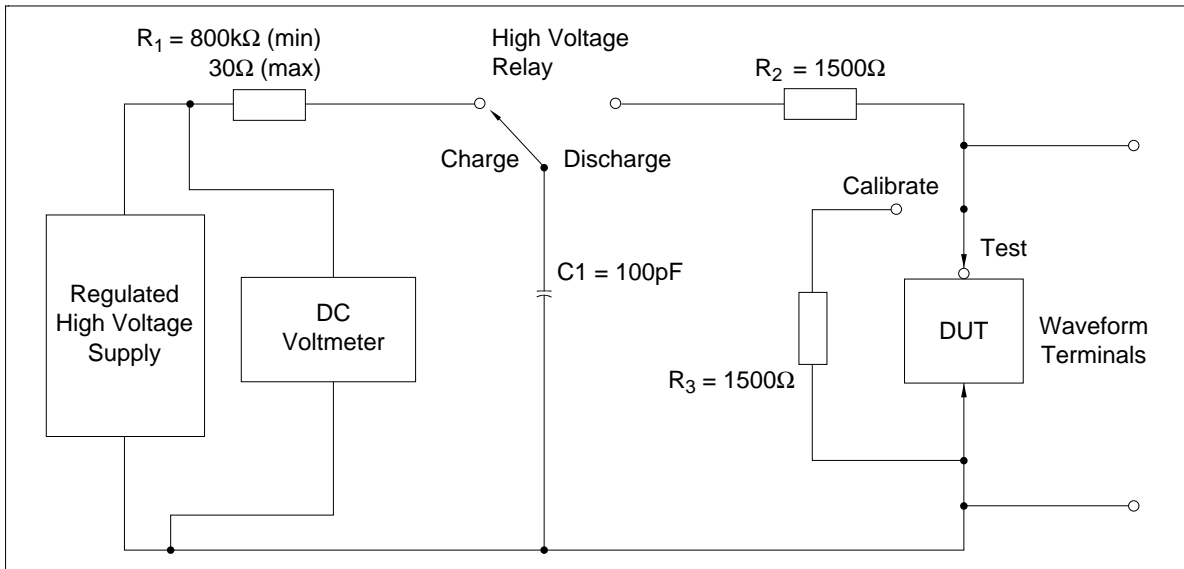 R1 = 800kΩ (min)
30Ω (max)
High Voltage
Relay
R2 = 1500Ω
Charge
Discharge
Calibrate
Test
C1 = 100pF
Regulated
High Voltage
Supply
DC
Voltmeter
DUT
Waveform
Terminals
R3 = 1500Ω